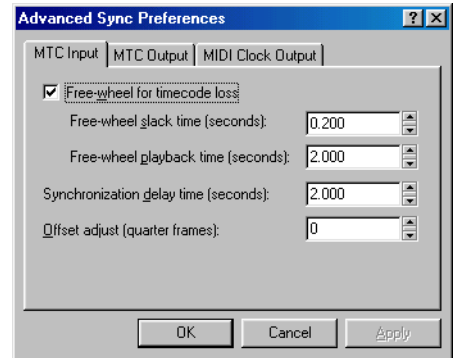 Advanced Sync Preferences
MTC Input MTC Output MIDI Clock Output
Free-wheel for timecode loss
Free-wheel slack time (seconds): 0.200
Free-wheel playback time (seconds): 2.000
Synchronization delay time (seconds): 2.000
Offset adjust (quarter frames): 0
OK Cancel Apply